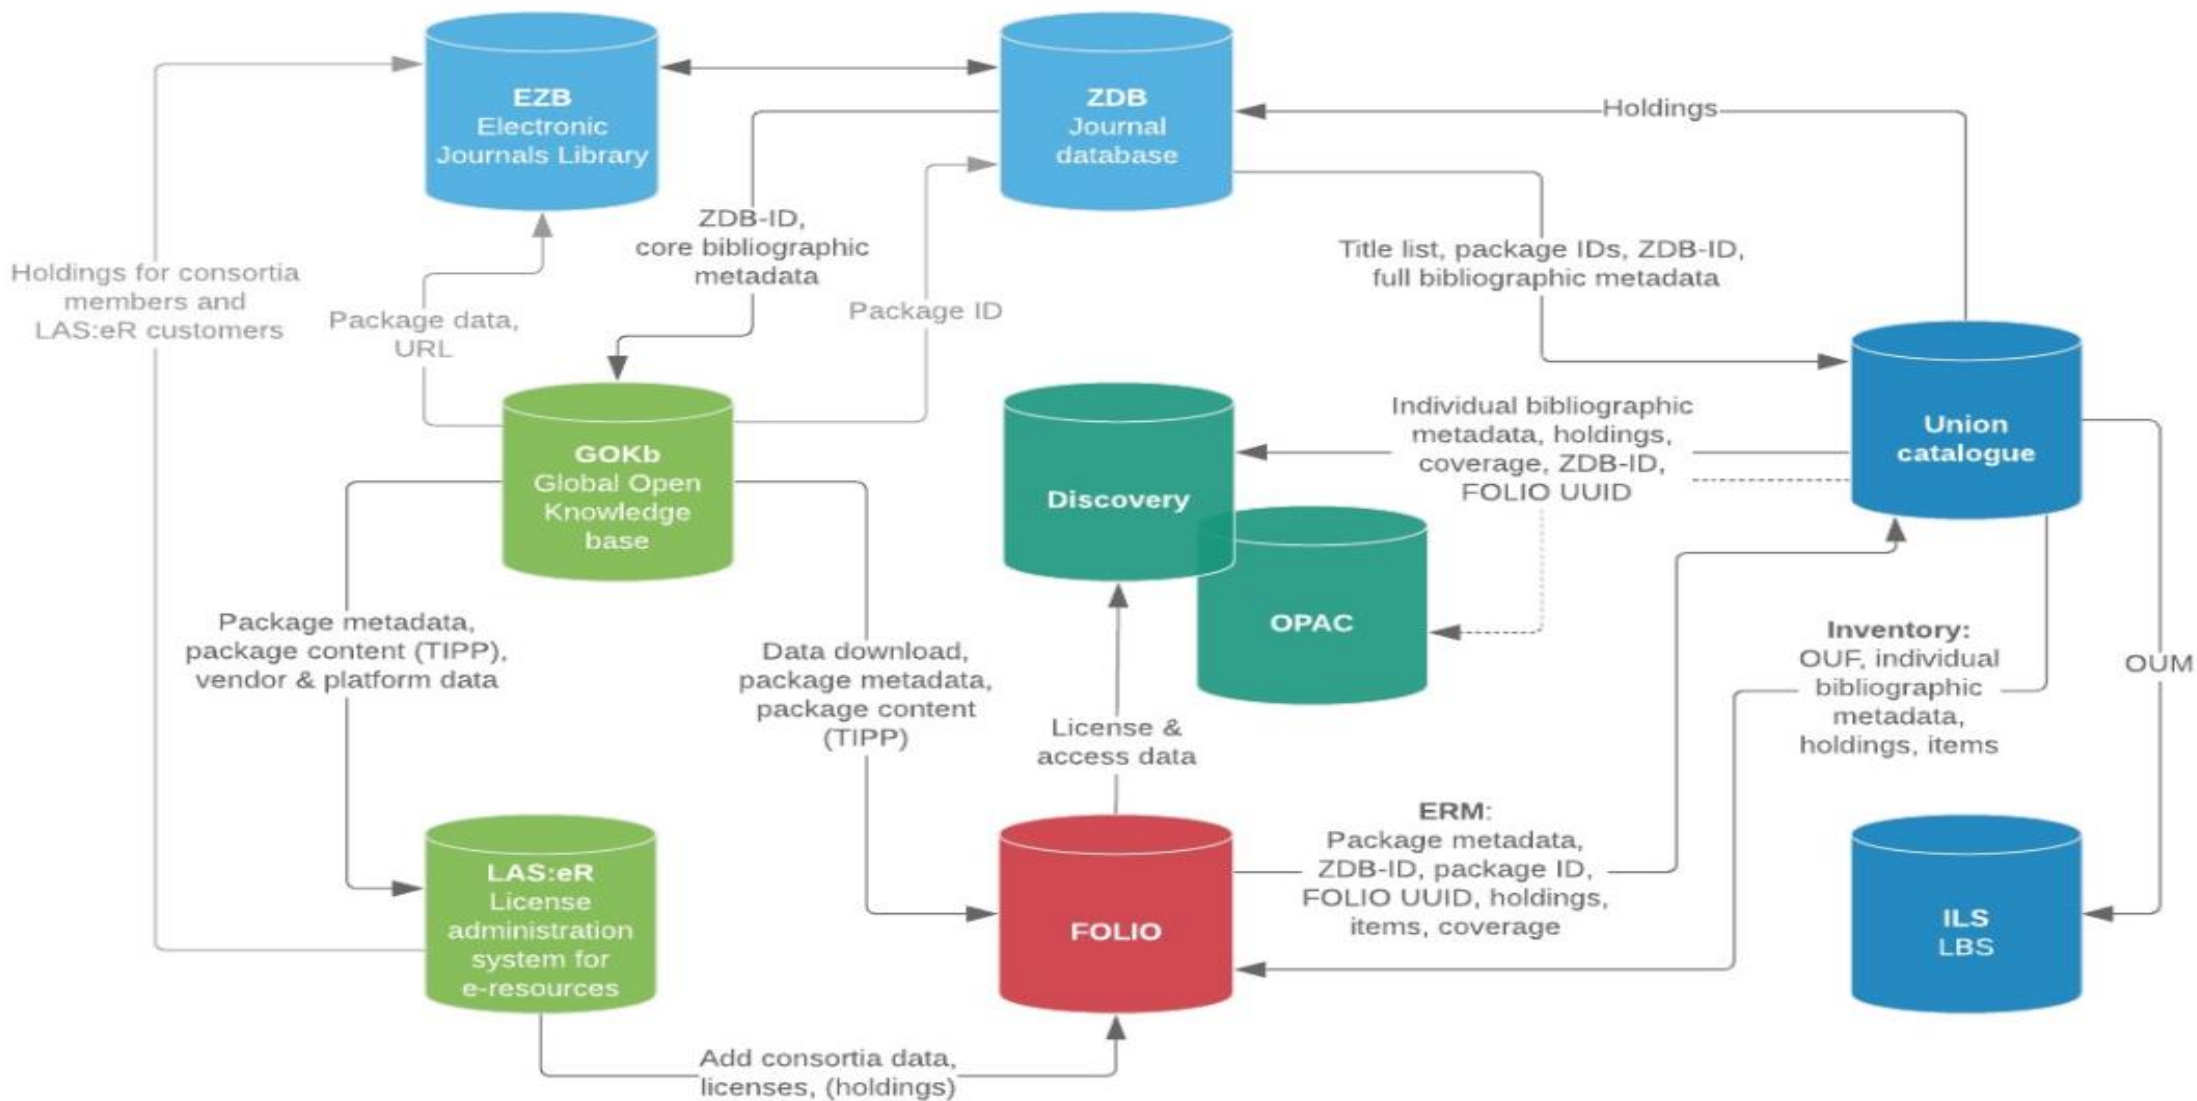 EZB
Electronic
Journals Library
ZDB
Journal
database
Holdings
ZDB-ID,
core bibliographic
metadata
Title list, package IDs, ZDB-ID,
full bibliographic metadata
Holdings for consortia
members and
LAS:eR customers
Package data,
URL
Package ID
GOKb
Global Open
Knowledge
base
Discovery
OPAC
Individual bibliographic
metadata, holdings,
coverage, ZDB-ID,
FOLIO UUID
Union
catalogue
Package metadata,
package content (TIPP),
vendor & platform data
Data download,
package metadata,
package content
(TIPP)
License &
access data
Inventory:
OUF, individual
bibliographic
metadata,
holdings, items
OUM
LAS:eR
License
administration
system for
e-resources
FOLIO
ERM:
Package metadata,
ZDB-ID, package ID,
FOLIO UUID, holdings,
items, coverage
ILS
LBS
Add consortia data,
licenses, (holdings)